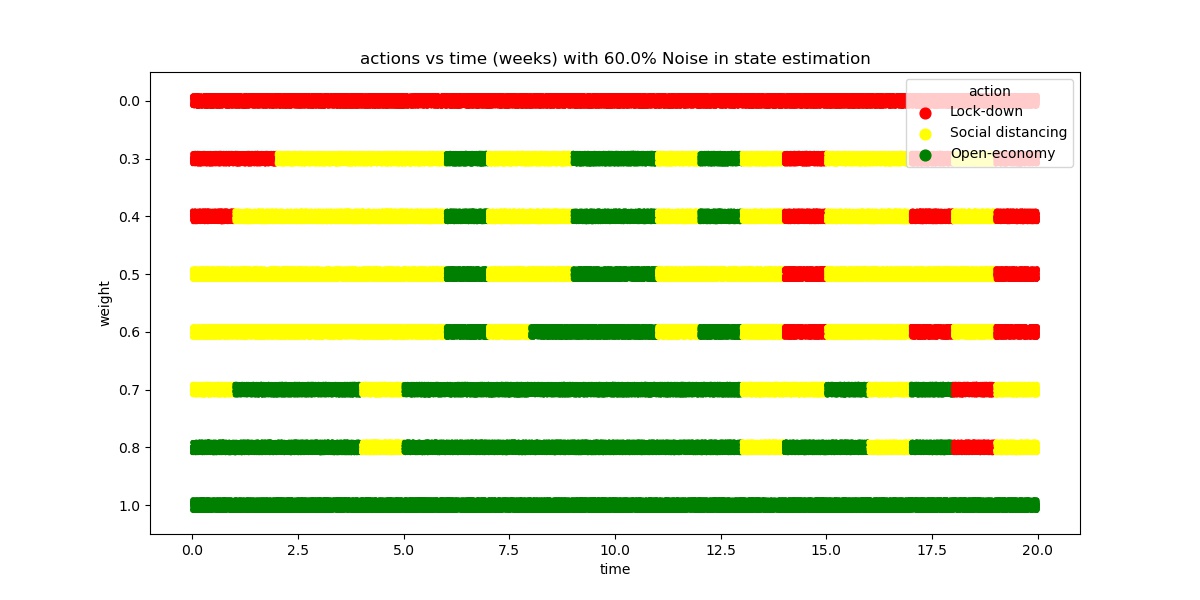 actions vs time (weeks) with 60.0% Noise in state estimation
action
Lock-down
Social distancing
Open-economy
weight
0.0
0.3
0.4
0.5
0.6
0.7
0.8
1.0
0.0 2.5 5.0 7.5 10.0 12.5 15.0 17.5 20.0
time